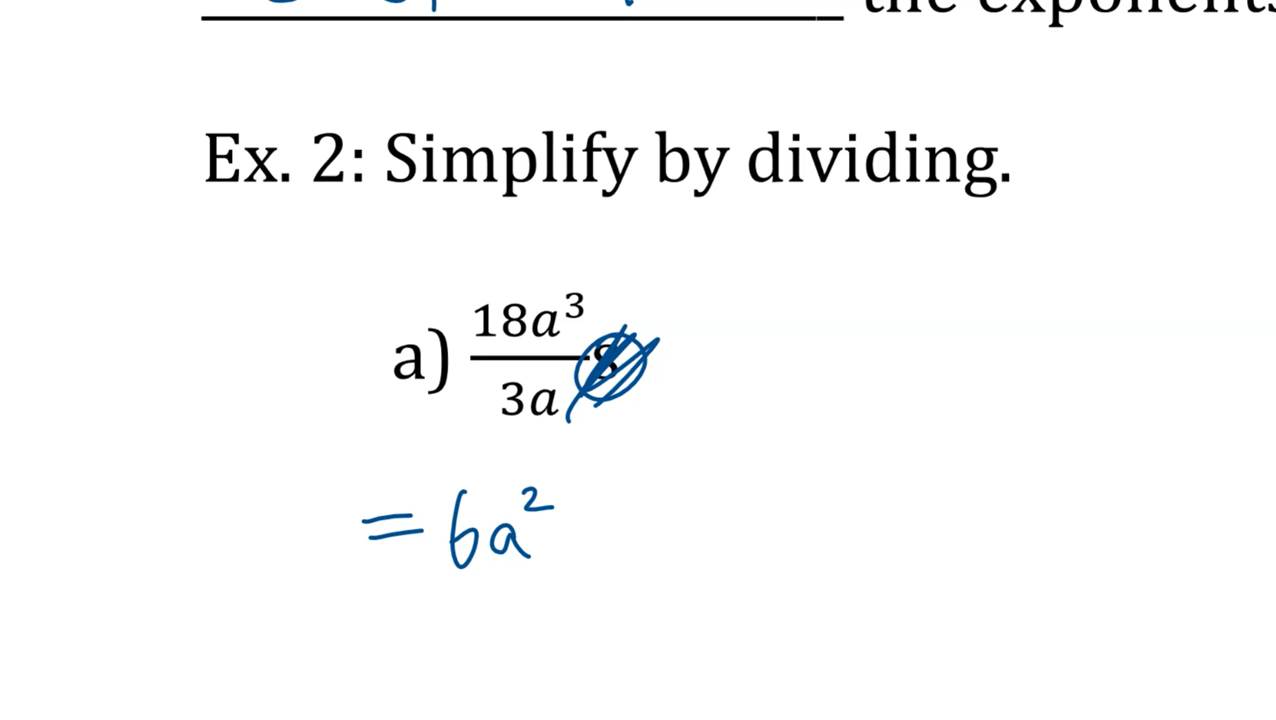 the exponents
Ex. 2: Simplify by dividing.
a) 18a³
3a
= 6a²